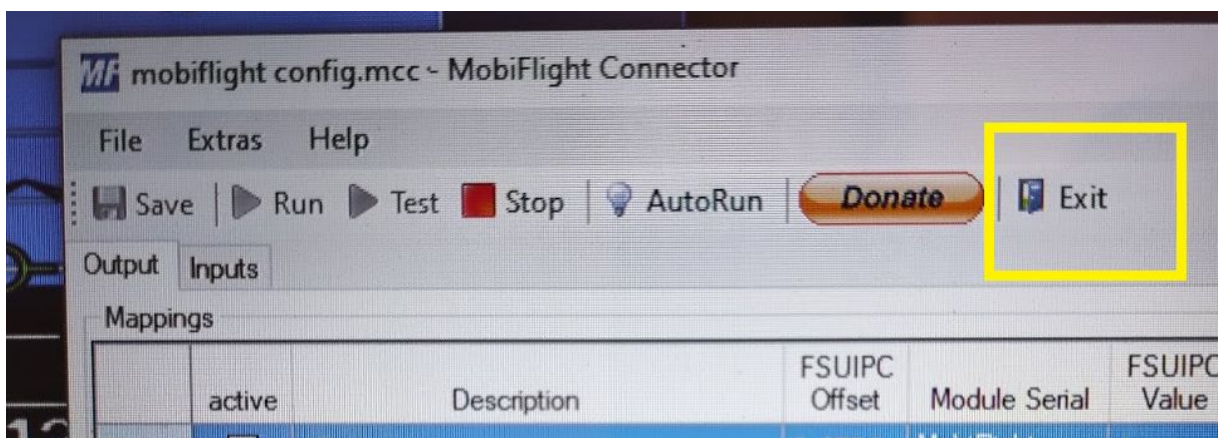 MF mobiflight config.mcc - MobiFlight Connector
File Extras Help
Save Run Test Stop AutoRun Donate Exit
Output Inputs
Mappings
active Description FSUIPC Offset Module Serial FSUIPC Value
12